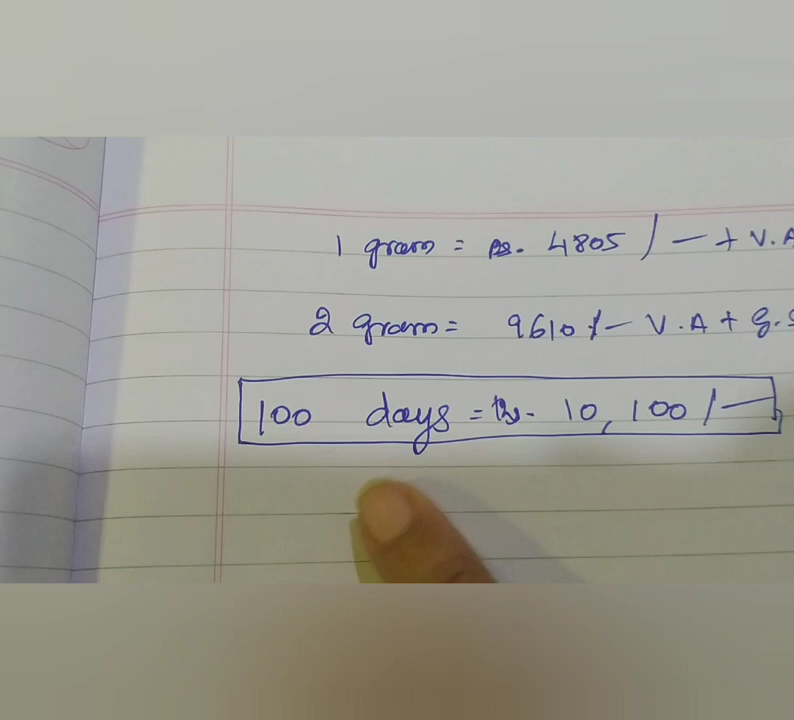 1 gram = Rs. 4805/- + V.A
2 gram = 9610/- V.A + g.s
100 days = Rs. 10,100/-